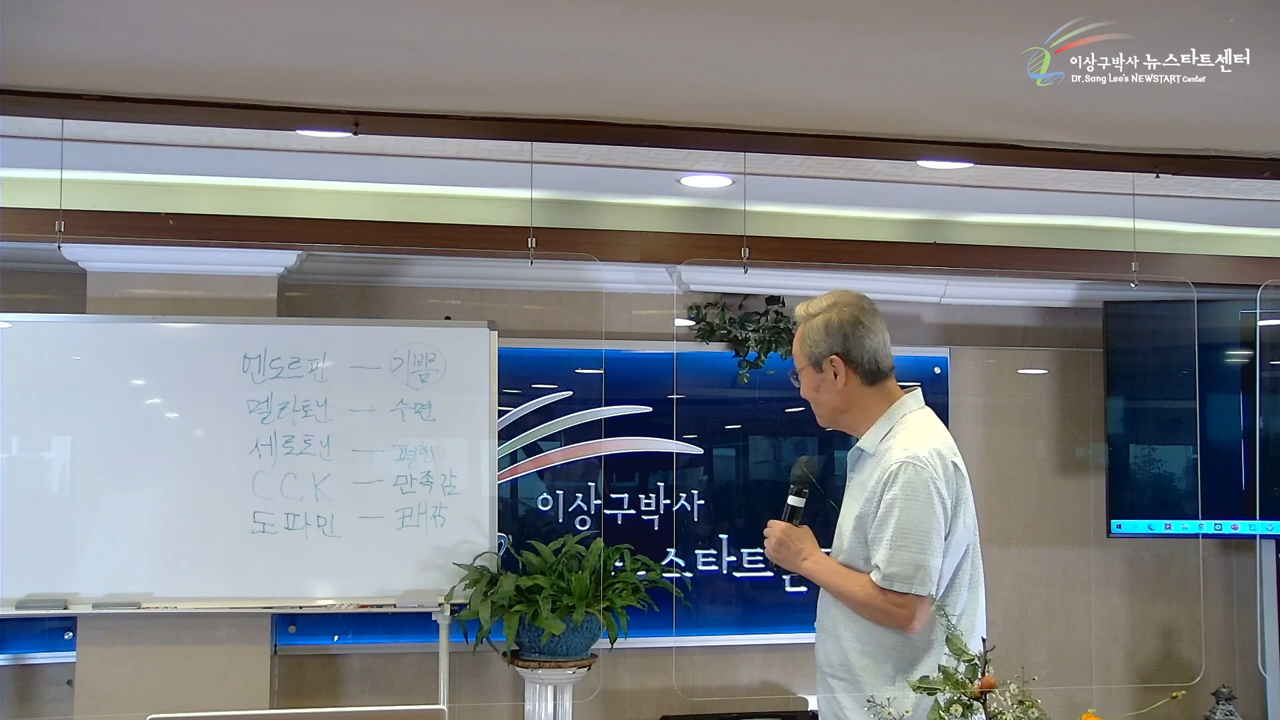 이상구박사 뉴스타트센터
Dr. Sang Lee's NEWSTART Center
엔도르핀 — 기쁨
멜라토닌 — 수면
세로토닌 — 평화
CCK — 만족감
도파민 — 쾌락
이상구박사
스타트